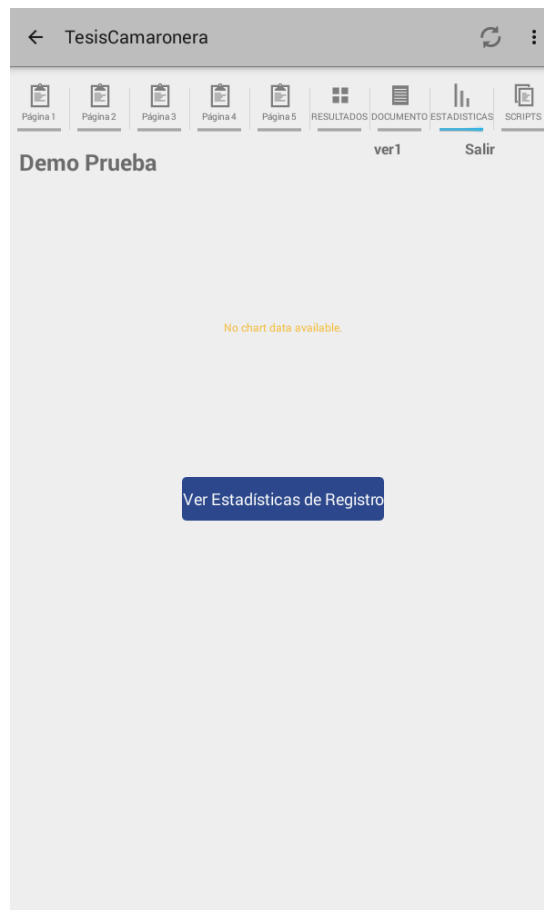 TesisCamaronera
Página 1 Página 2 Página 3 Página 4 Página 5 RESULTADOS DOCUMENTO ESTADISTICAS SCRIPTS
Demo Prueba ver1 Salir
No chart data available.
Ver Estadísticas de Registro